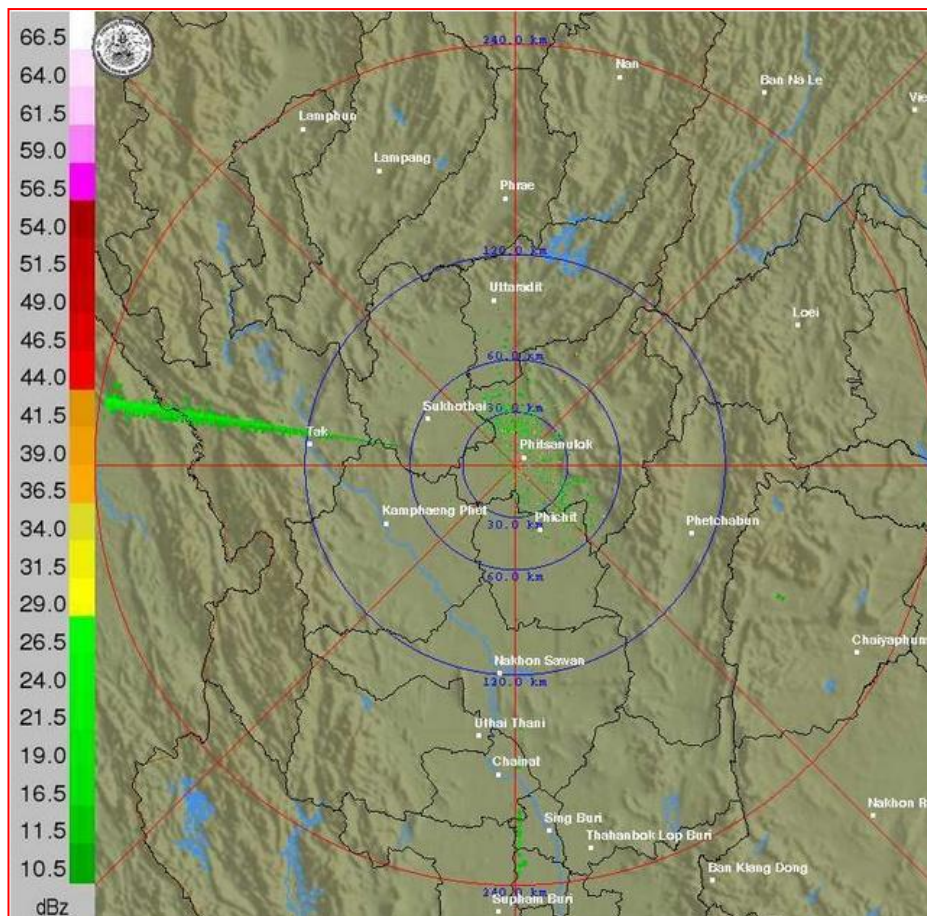 66.5
64.0
61.5
59.0
56.5
54.0
51.5
49.0
46.5
44.0
41.5
39.0
36.5
34.0
31.5
29.0
26.5
24.0
21.5
19.0
16.5
11.5
10.5
dBz
240.0 km
Nan
Ban Na Le
Vie
Lamphun
Lampang
Phrae
120.0 km
Uttaradit
Loei
60.0 km
Sukhothai
30.0 km
Tak
Phitsanulok
Kamphaeng Phet
Phichit
30.0 km
Phetchabun
60.0 km
Chaiyaphum
Nakhon Sawan
120.0 km
Uthai Thani
Chainat
Nakhon R
Sing Buri
Thahanbok Lop Buri
Ban Klang Dong
240.0 km
Supham Buri